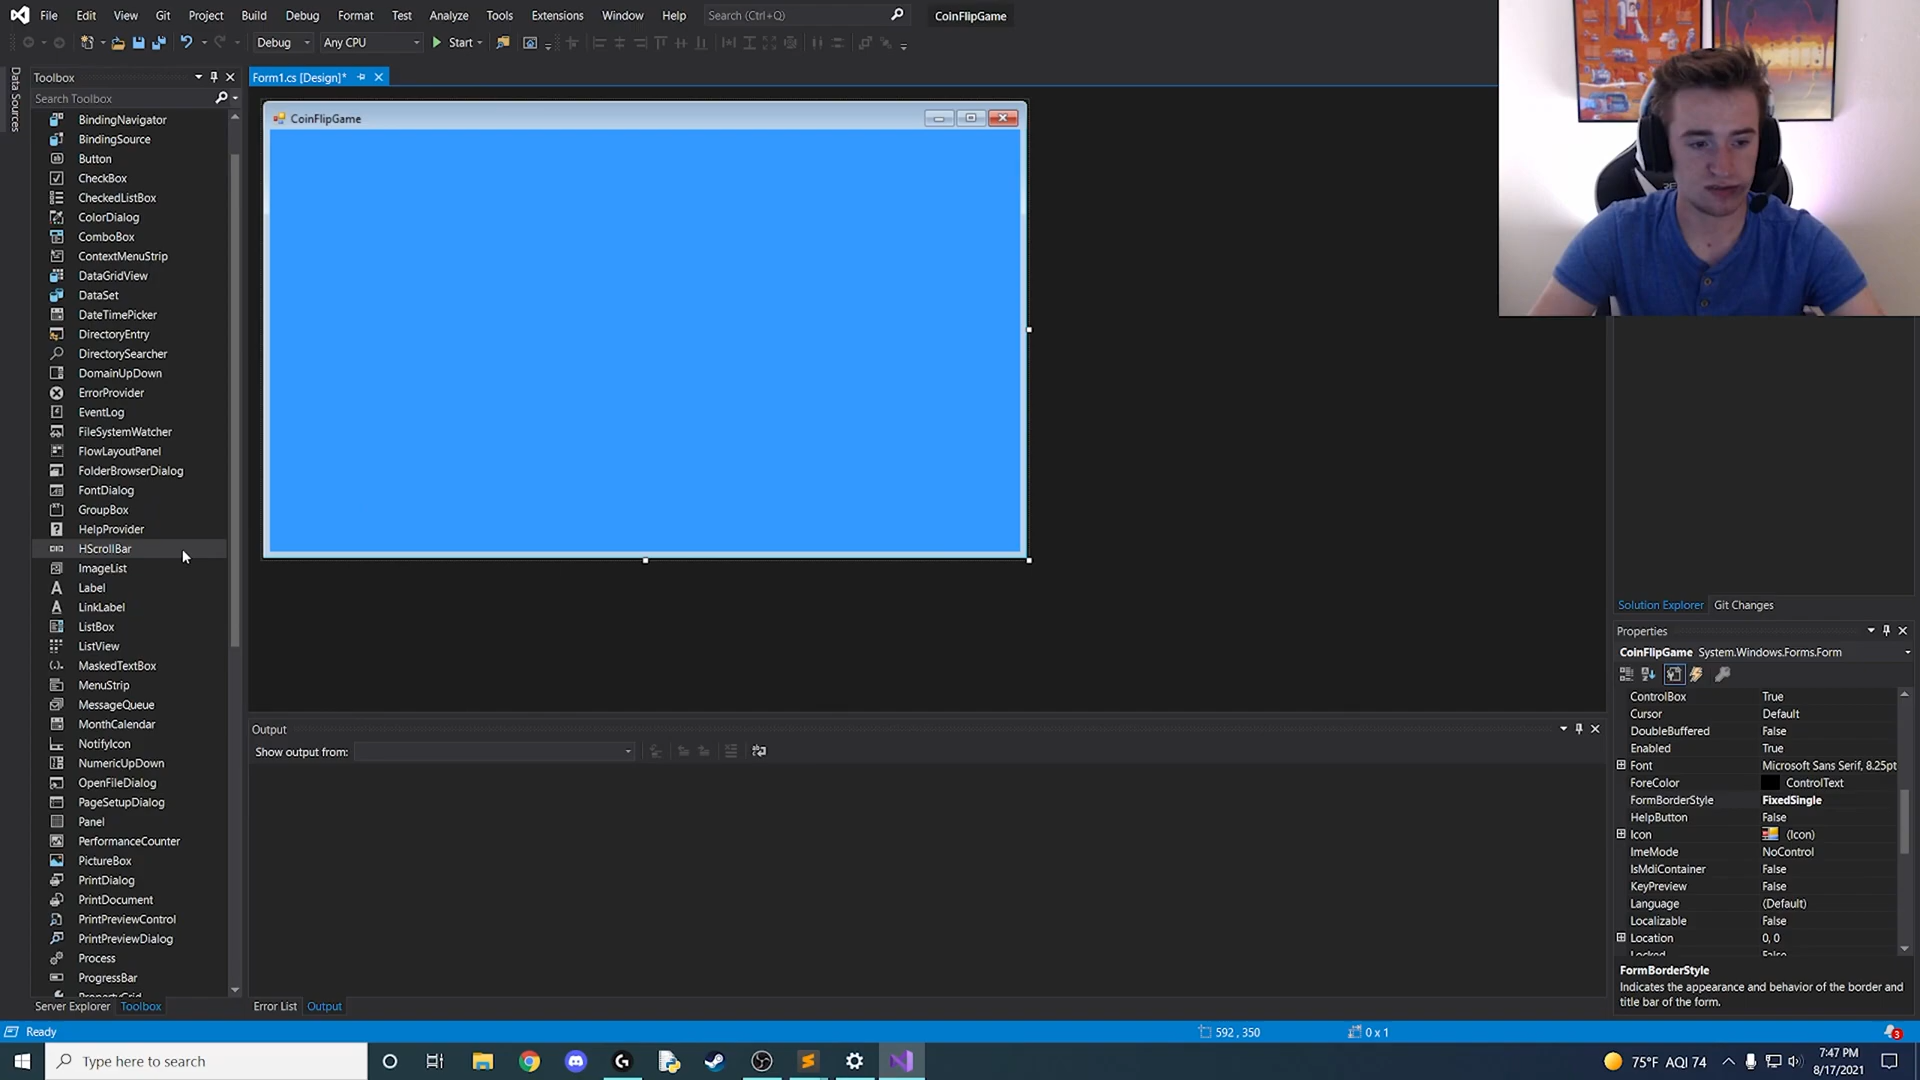 File Edit View Git Project Build Debug Format Test Analyze Tools Extensions Window Help Search (Ctrl+Q) CoinFlipGame
Debug Any CPU Start
Data Sources
Toolbox
Search Toolbox
BindingNavigator
BindingSource
Button
CheckBox
CheckedListBox
ColorDialog
ComboBox
ContextMenuStrip
DataGridView
DataSet
DateTimePicker
DirectoryEntry
DirectorySearcher
DomainUpDown
ErrorProvider
EventLog
FileSystemWatcher
FlowLayoutPanel
FolderBrowserDialog
FontDialog
GroupBox
HelpProvider
HScrollBar
ImageList
Label
LinkLabel
ListBox
ListView
MaskedTextBox
MenuStrip
MessageQueue
MonthCalendar
NotifyIcon
NumericUpDown
OpenFileDialog
PageSetupDialog
Panel
PerformanceCounter
PictureBox
PrintDialog
PrintDocument
PrintPreviewControl
PrintPreviewDialog
Process
ProgressBar
Server Explorer Toolbox
Form1.cs [Design]*
CoinFlipGame
Output
Show output from:
Error List Output
Solution Explorer Git Changes
Properties
CoinFlipGame System.Windows.Forms.Form
ControlBox True
Cursor Default
DoubleBuffered False
Enabled True
Font Microsoft Sans Serif, 8.25pt
ForeColor ControlText
FormBorderStyle FixedSingle
HelpButton False
Icon (Icon)
ImeMode NoControl
IsMdiContainer False
KeyPreview False
Language (Default)
Localizable False
Location 0, 0
Locked False
FormBorderStyle
Indicates the appearance and behavior of the border and
title bar of the form.
Ready 592 , 350 0 x 1 3
Type here to search 75°F AQI 74 7:47 PM
8/17/2021